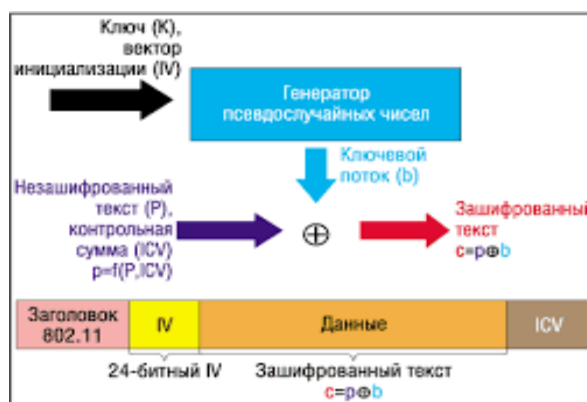 Ключ (K),
вектор
инициализации (IV)
Генератор
псевдослучайных чисел
Ключевой
поток (b)
Незашифрованный
текст (P),
контрольная
сумма (ICV)
p=f(P,ICV)
⊕
Зашифрованный
текст
c=p⊕b
Заголовок
802.11
IV
Данные
ICV
24-битный IV
Зашифрованный текст
c=p⊕b